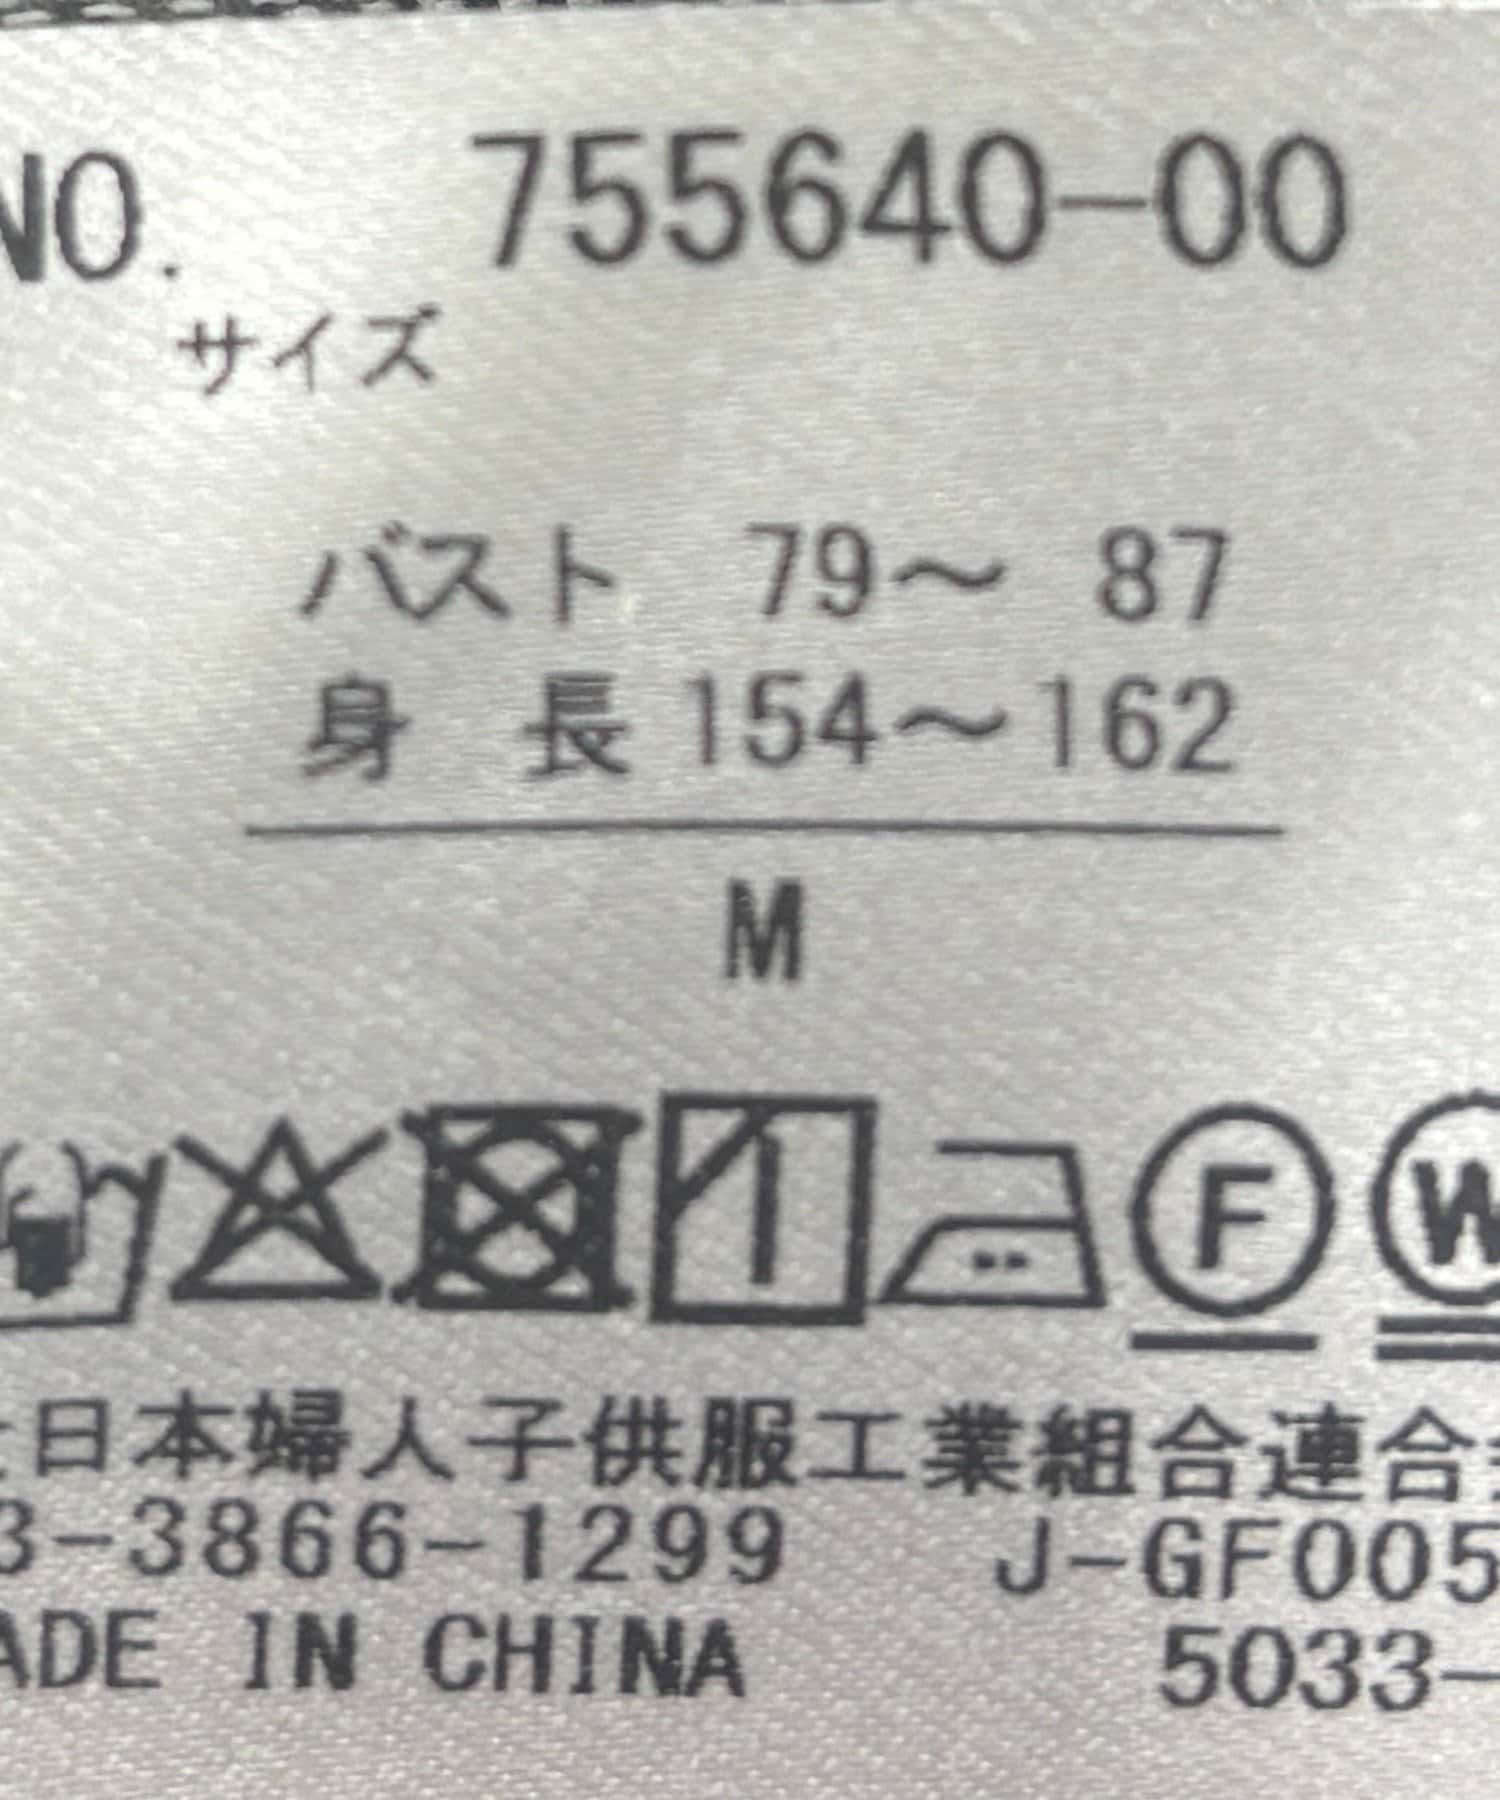 NO. 755640-00
サイズ
バスト 79〜 87
身 長 154〜162
M
F W
日本婦人子供服工業組合連合
3-3866-1299 J-GF005
ADE IN CHINA 5033-